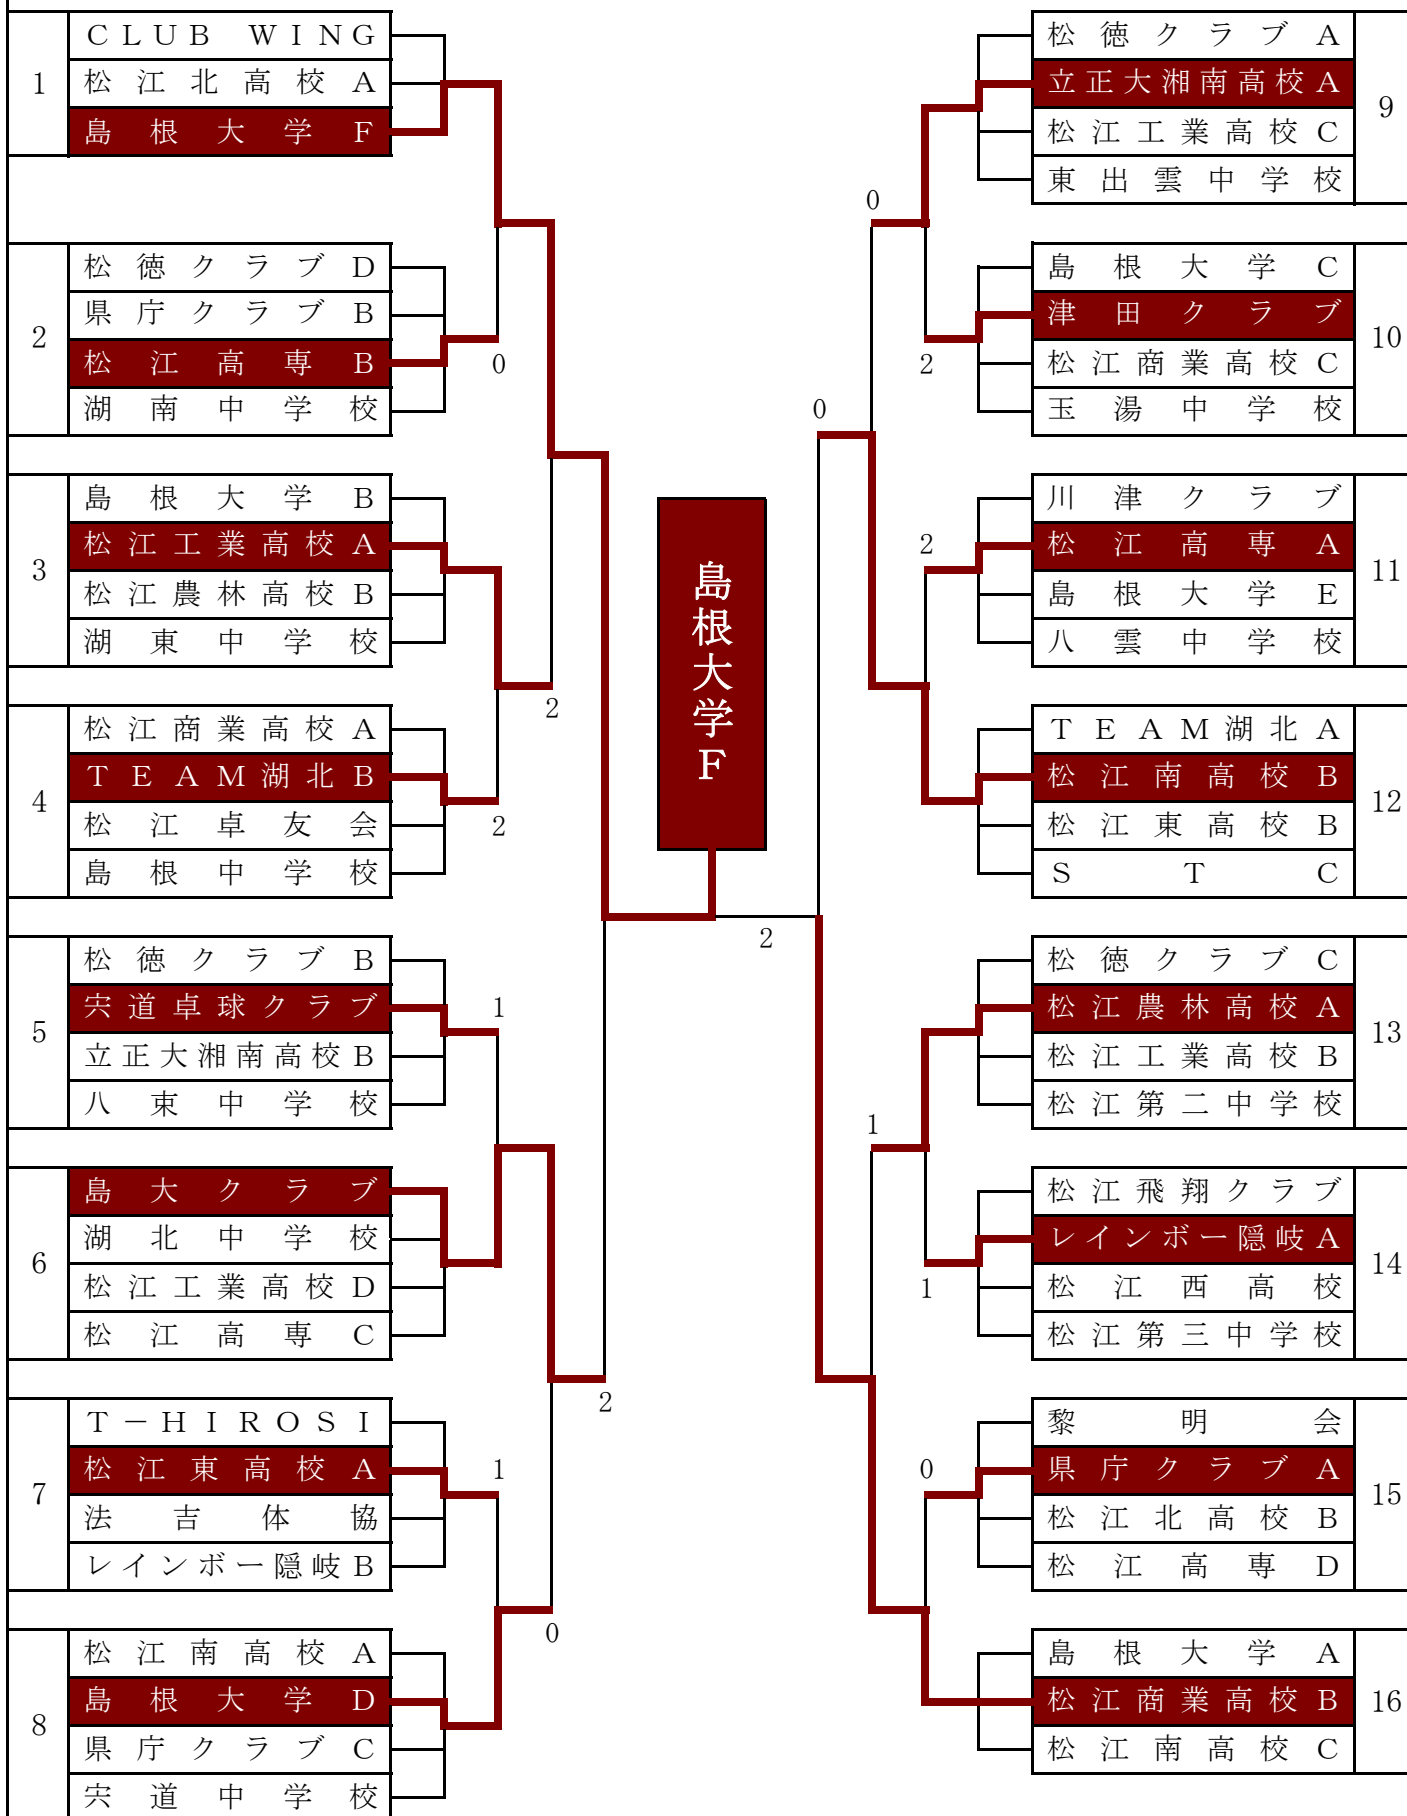 1
CLUB WING
松江北高校A
島根大学F
2
松徳クラブD
県庁クラブB
松江高専B
湖南中学校
0
3
島根大学B
松江工業高校A
松江農林高校B
湖東中学校
2
4
松江商業高校A
TEAM湖北B
松江卓友会
島根中学校
2
5
松徳クラブB
宍道卓球クラブ
立正大湘南高校B
八東中学校
1
6
島大クラブ
湖北中学校
松江工業高校D
松江高専C
2
7
T-HIROSI
松江東高校A
法吉体協
レインボー隠岐B
1
0
8
松江南高校A
島根大学D
県庁クラブC
宍道中学校
島根大学F
2
松徳クラブA
立正大湘南高校A
松江工業高校C
東出雲中学校
9
0
島根大学C
津田クラブ
松江商業高校C
玉湯中学校
10
2
0
川津クラブ
松江高専A
島根大学E
八雲中学校
11
2
TEAM湖北A
松江南高校B
松江東高校B
STC
12
松徳クラブC
松江農林高校A
松江工業高校B
松江第二中学校
13
1
松江飛翔クラブ
レインボー隠岐A
松江西高校
松江第三中学校
14
1
黎明会
県庁クラブA
松江北高校B
松江高専D
15
0
島根大学A
松江商業高校B
松江南高校C
16